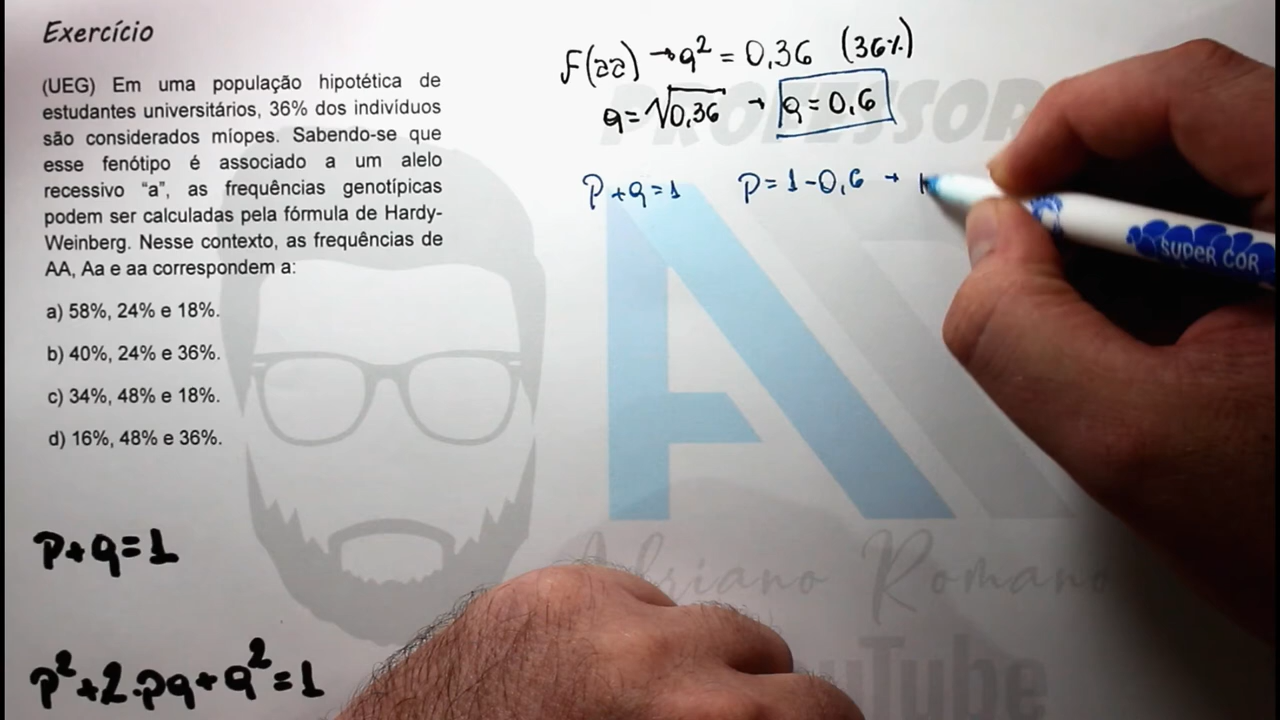 Exercício
(UEG) Em uma população hipotética de
estudantes universitários, 36% dos indivíduos
são considerados míopes. Sabendo-se que
esse fenótipo é associado a um alelo
recessivo “a”, as frequências genotípicas
podem ser calculadas pela fórmula de Hardy-
Weinberg. Nesse contexto, as frequências de
AA, Aa e aa correspondem a:
a) 58%, 24% e 18%.
b) 40%, 24% e 36%.
c) 34%, 48% e 18%.
d) 16%, 48% e 36%.
p+q=1
p²+2.pq+q²=1
F(aa) → q² = 0,36 (36%)
q=√0,36 → q=0,6
p+q=1 p=1-0,6 →
PROFESSOR
SUPER COR
Adriano Romano
YouTube